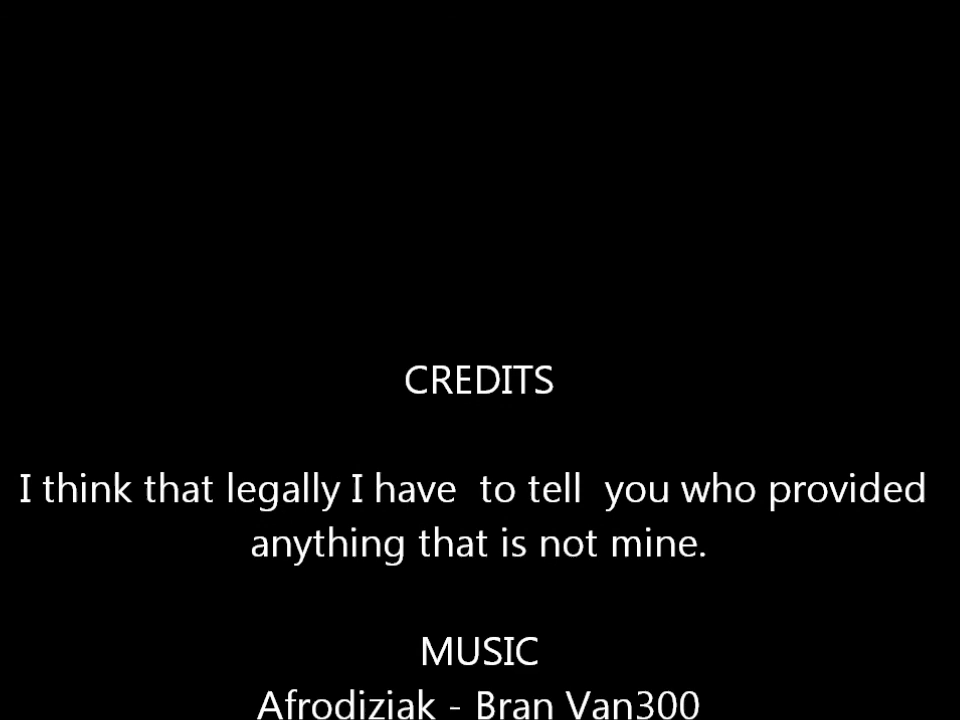 CREDITS
I think that legally I have  to tell  you who provided
anything that is not mine.
MUSIC
Afrodiziak - Bran Van300